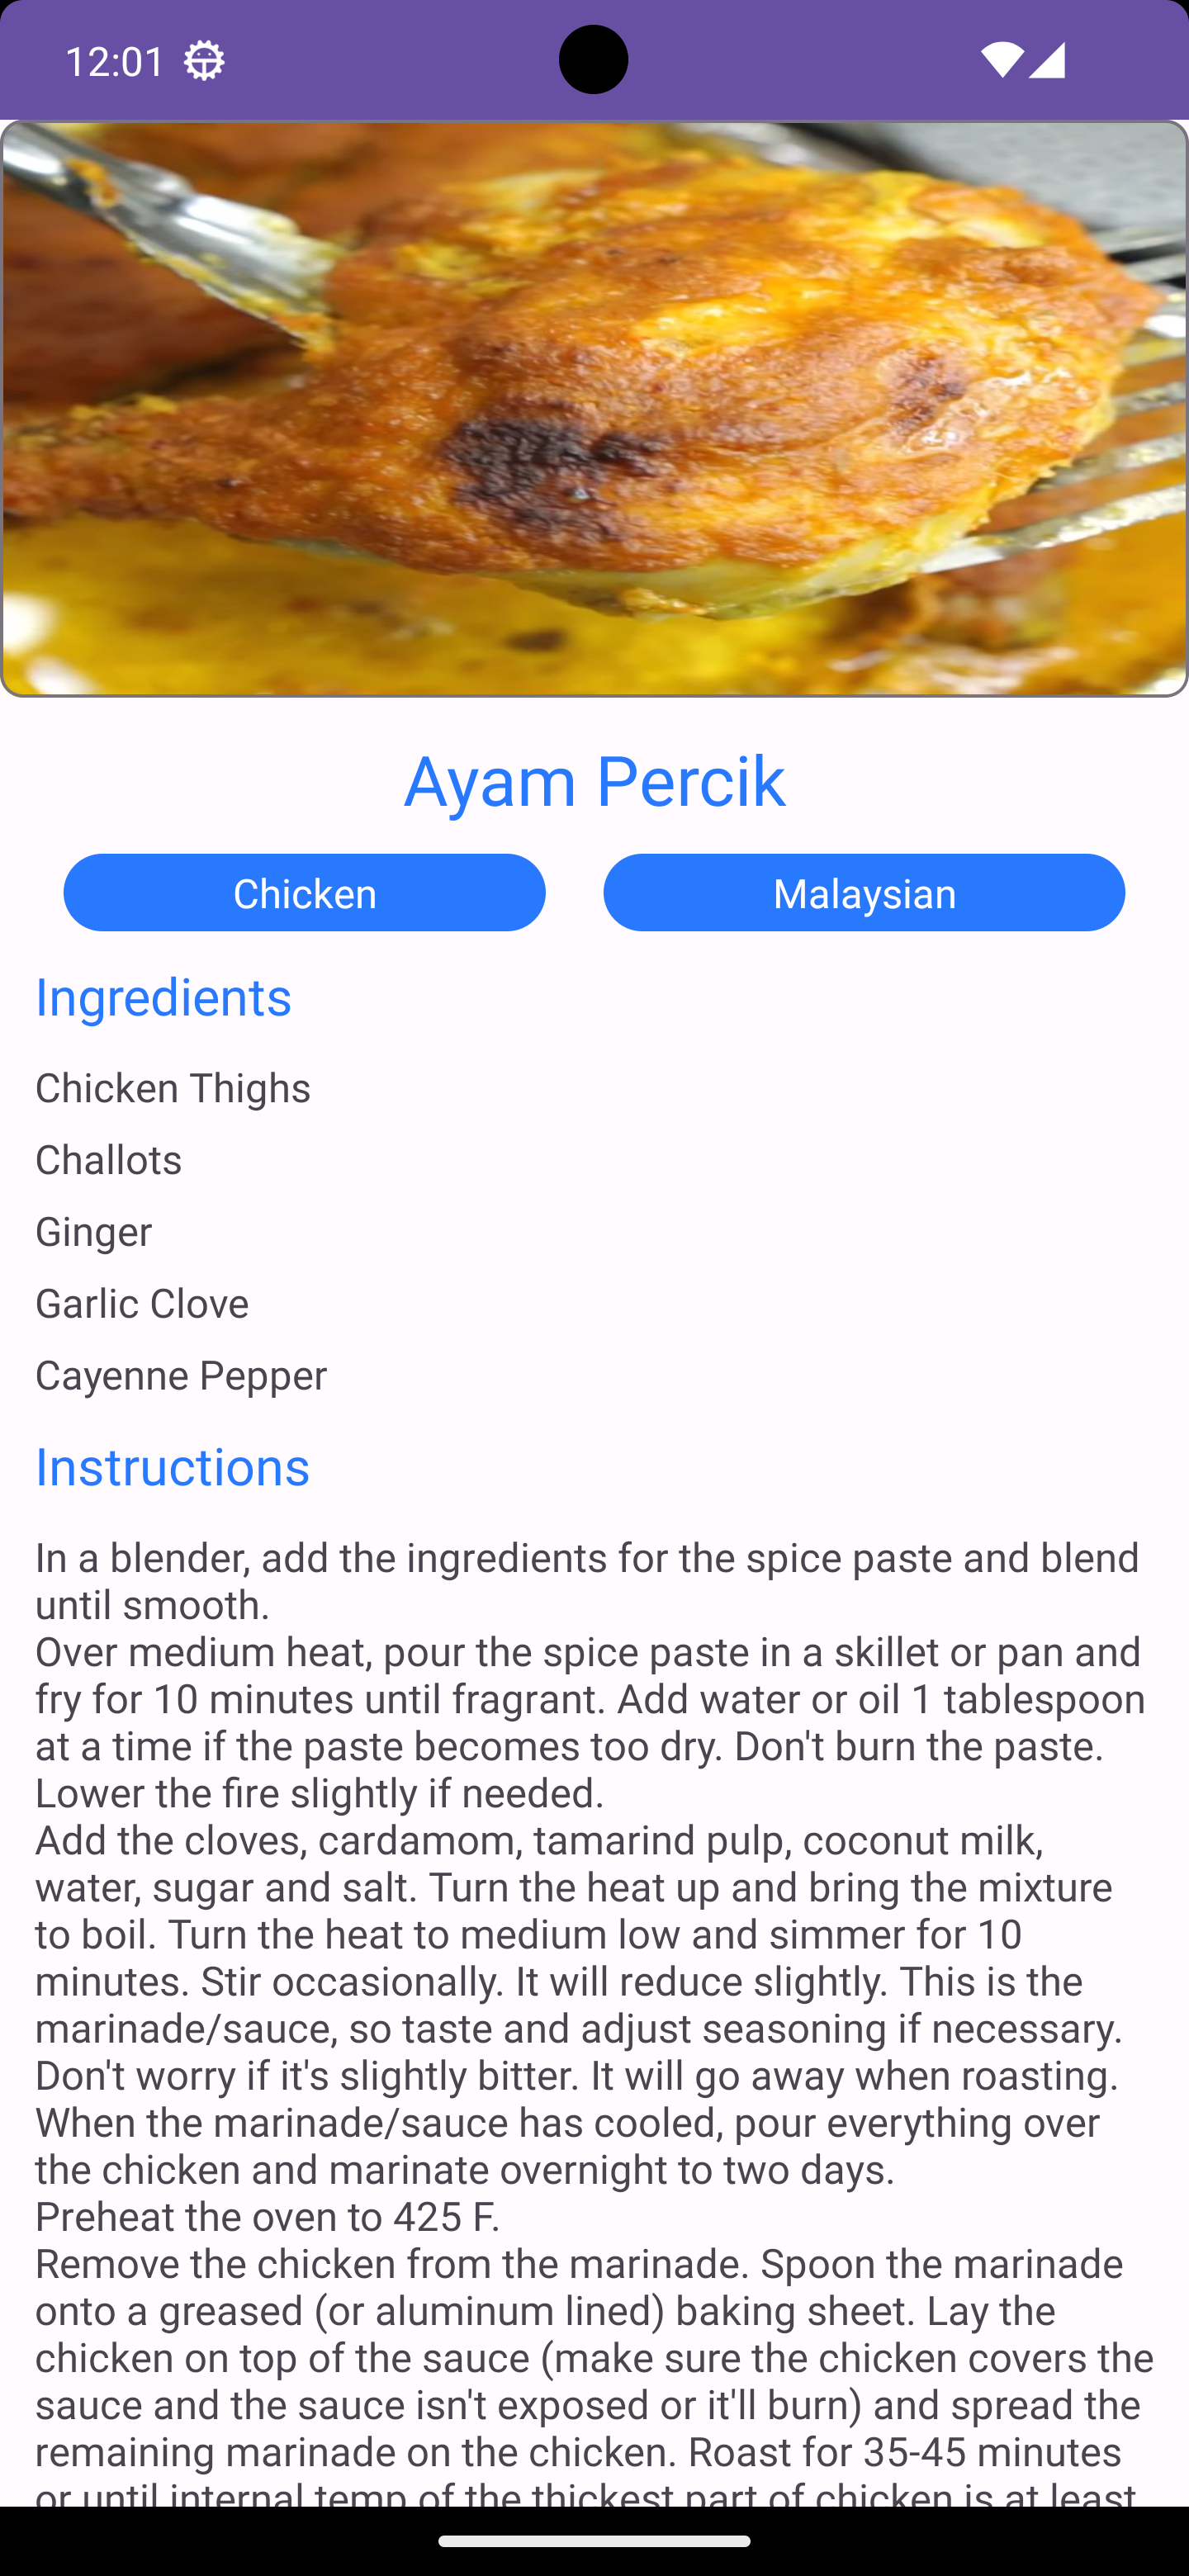 12:01
Ayam Percik
Chicken
Malaysian
Ingredients
Chicken Thighs
Challots
Ginger
Garlic Clove
Cayenne Pepper
Instructions
In a blender, add the ingredients for the spice paste and blend
until smooth.
Over medium heat, pour the spice paste in a skillet or pan and
fry for 10 minutes until fragrant. Add water or oil 1 tablespoon
at a time if the paste becomes too dry. Don't burn the paste.
Lower the fire slightly if needed.
Add the cloves, cardamom, tamarind pulp, coconut milk,
water, sugar and salt. Turn the heat up and bring the mixture
to boil. Turn the heat to medium low and simmer for 10
minutes. Stir occasionally. It will reduce slightly. This is the
marinade/sauce, so taste and adjust seasoning if necessary.
Don't worry if it's slightly bitter. It will go away when roasting.
When the marinade/sauce has cooled, pour everything over
the chicken and marinate overnight to two days.
Preheat the oven to 425 F.
Remove the chicken from the marinade. Spoon the marinade
onto a greased (or aluminum lined) baking sheet. Lay the
chicken on top of the sauce (make sure the chicken covers the
sauce and the sauce isn't exposed or it'll burn) and spread the
remaining marinade on the chicken. Roast for 35-45 minutes
or until internal temp of the thickest part of chicken is at least